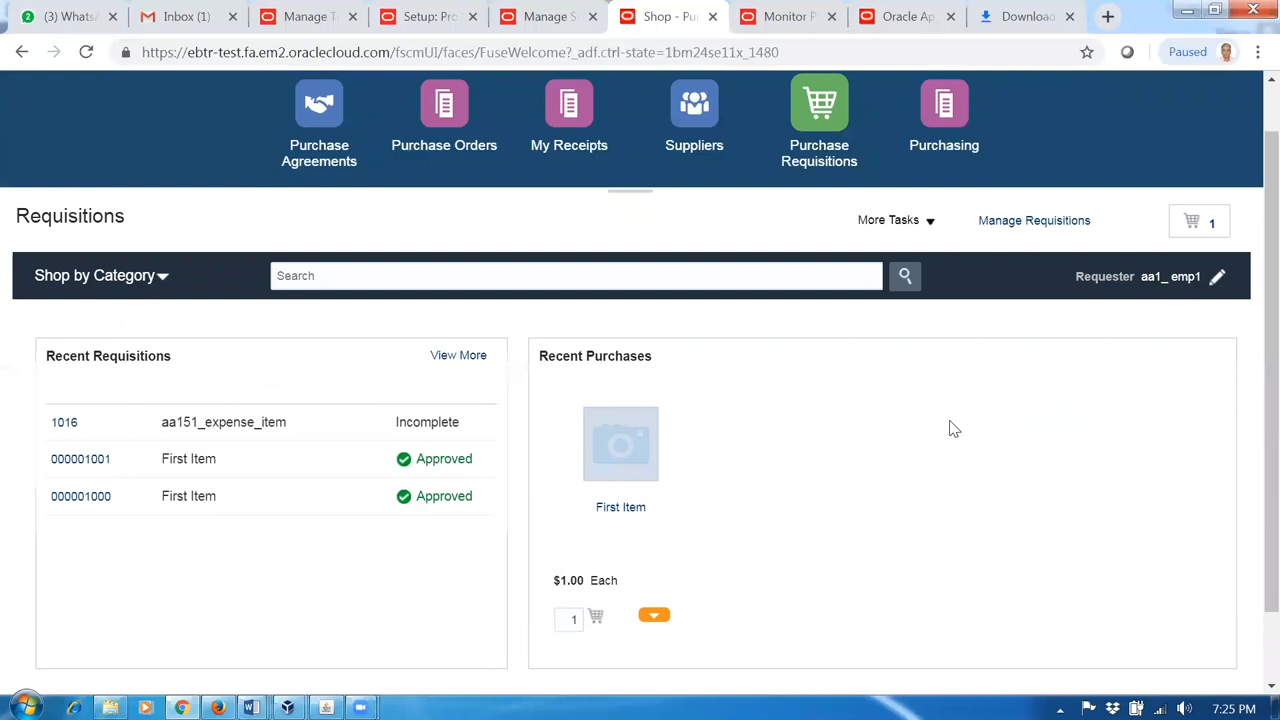 (3) Whats
Inbox (1)
Manage T
Setup: Pro
Manage S
Shop - Pu
Monitor P
Oracle Ap
Download
https://ebtr-test.fa.em2.oraclecloud.com/fscmUI/faces/FuseWelcome?_adf.ctrl-state=1bm24se11x_1480
Paused
Purchase
Agreements
Purchase Orders
My Receipts
Suppliers
Purchase
Requisitions
Purchasing
Requisitions
More Tasks
Manage Requisitions
1
Shop by Category
Search
Requester aa1_ emp1
Recent Requisitions
View More
1016 aa151_expense_item Incomplete
000001001 First Item Approved
000001000 First Item Approved
Recent Purchases
First Item
$1.00 Each
1
7:25 PM